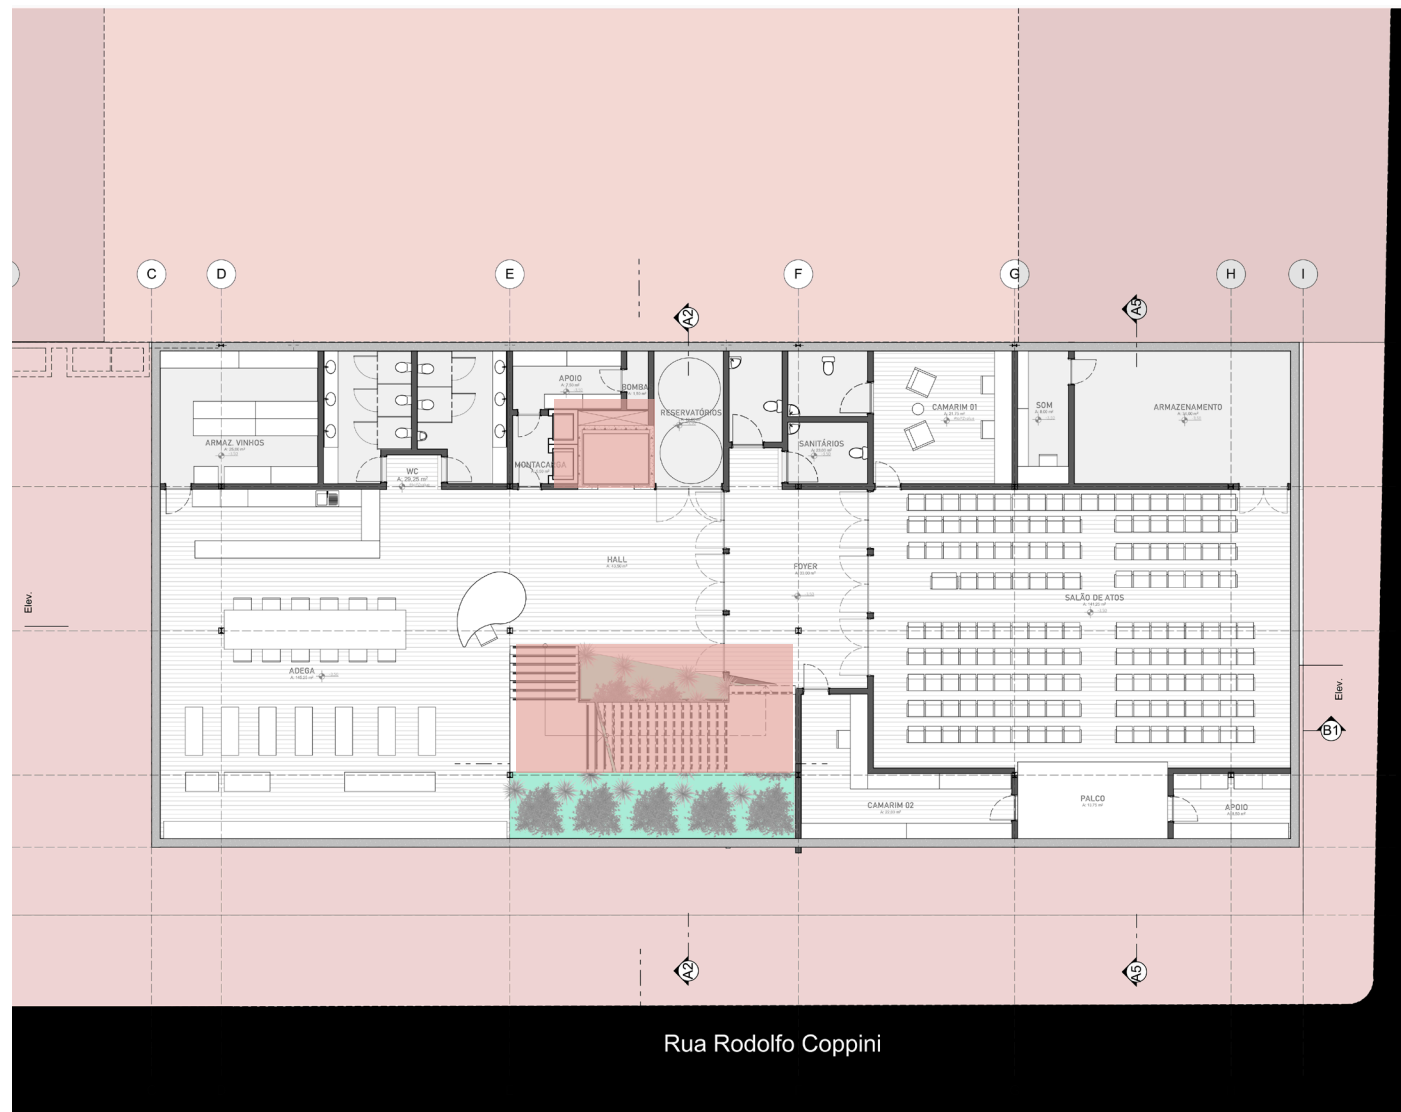 C D E F G H I
A2
A5
APOIO
BOMBA
RESERVATÓRIOS
ARMAZ. VINHOS
MONTACARGA
WC
A. 29.25 m²
SANITÁRIOS
CAMARIM 01
SOM
ARMAZENAMENTO
HALL
FOYER
SALÃO DE ATOS
Elev.
ADEGA
Elev.
B1
CAMARIM 02
PALCO
APOIO
A2
A5
Rua Rodolfo Coppini